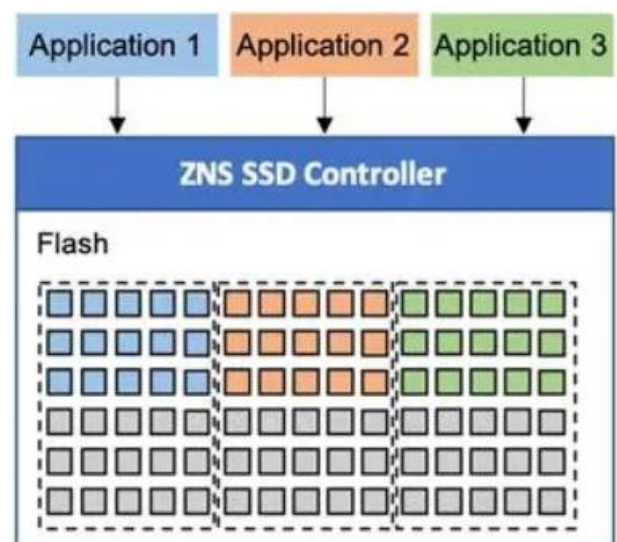 Application 1
Application 2
Application 3
ZNS SSD Controller
Flash